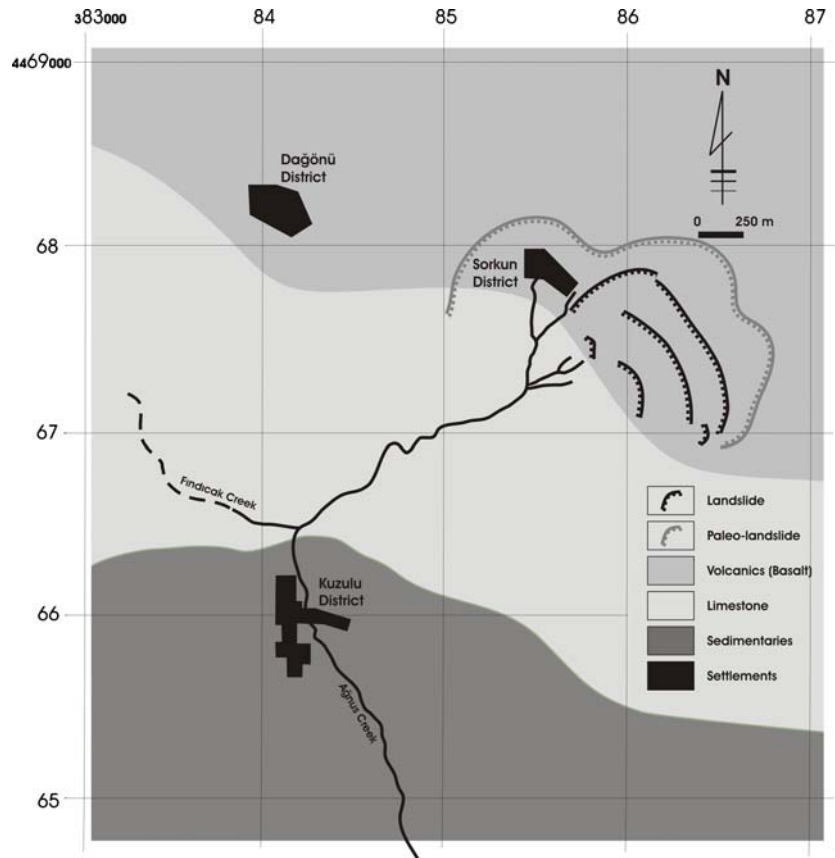 383000 84 85 86 87
4469000
N
Dağönü
District
0 250 m
68
Sorkun
District
67
Fındıcak Creek
Landslide
Paleo-landslide
Volcanics (Basalt)
Kuzulu
District
Limestone
66
Sedimentaries
Settlements
Ağnus Creek
65